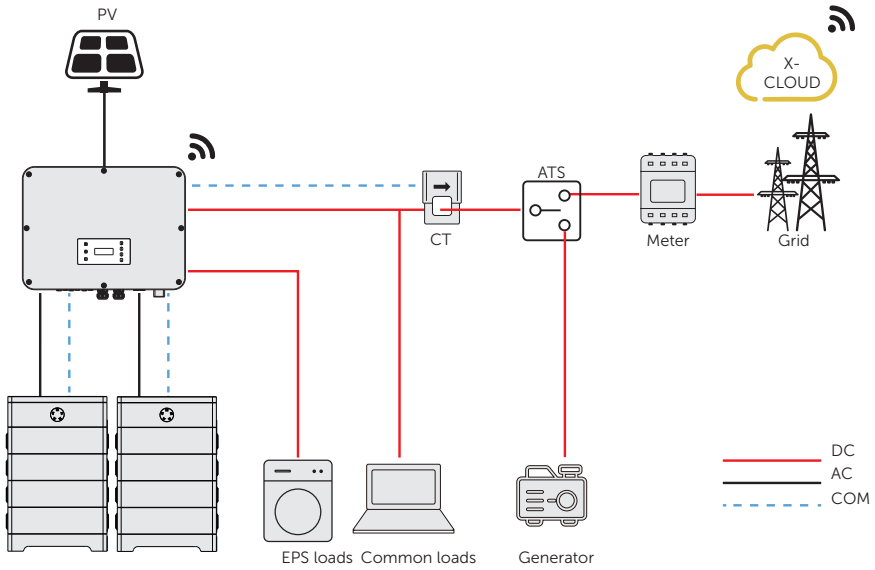 PV
X-
CLOUD
ATS
CT
Meter
Grid
DC
AC
COM
EPS loads
Common loads
Generator